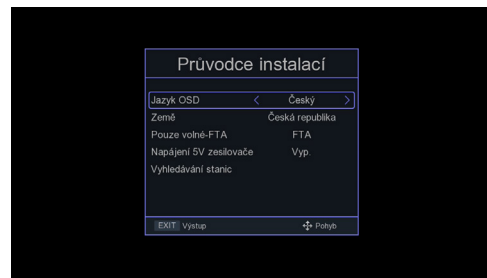 Průvodce instalací
Jazyk OSD < Český >
Země Česká republika
Pouze volné-FTA FTA
Napájení 5V zesilovače Vyp.
Vyhledávání stanic
EXIT Výstup Pohyb